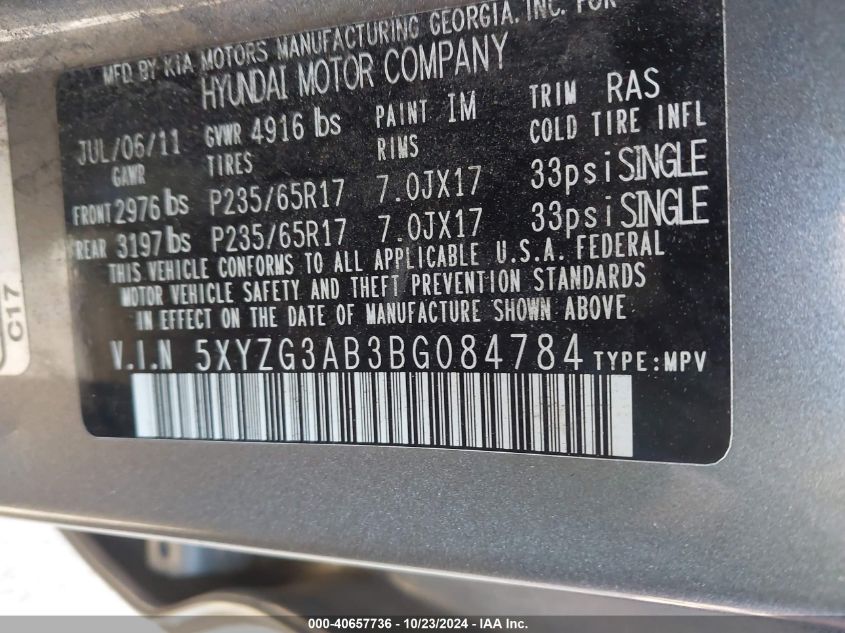 MFD BY KIA MOTORS MANUFACTURING GEORGIA. INC. FOR
HYUNDAI MOTOR COMPANY
JUL/06/11 GVWR 4916 lbs PAINT IM TRIM RAS
GAWR TIRES RIMS COLD TIRE INFL
FRONT 2976 lbs P235/65R17 7.0JX17 33psi SINGLE
REAR 3197 lbs P235/65R17 7.0JX17 33psi SINGLE
THIS VEHICLE CONFORMS TO ALL APPLICABLE U.S.A. FEDERAL
MOTOR VEHICLE SAFETY AND THEFT PREVENTION STANDARDS
IN EFFECT ON THE DATE OF MANUFACTURE SHOWN ABOVE
V.I.N 5XYZG3AB3BG084784 TYPE:MPV
C17
000-40657736 - 10/23/2024 - IAA Inc.